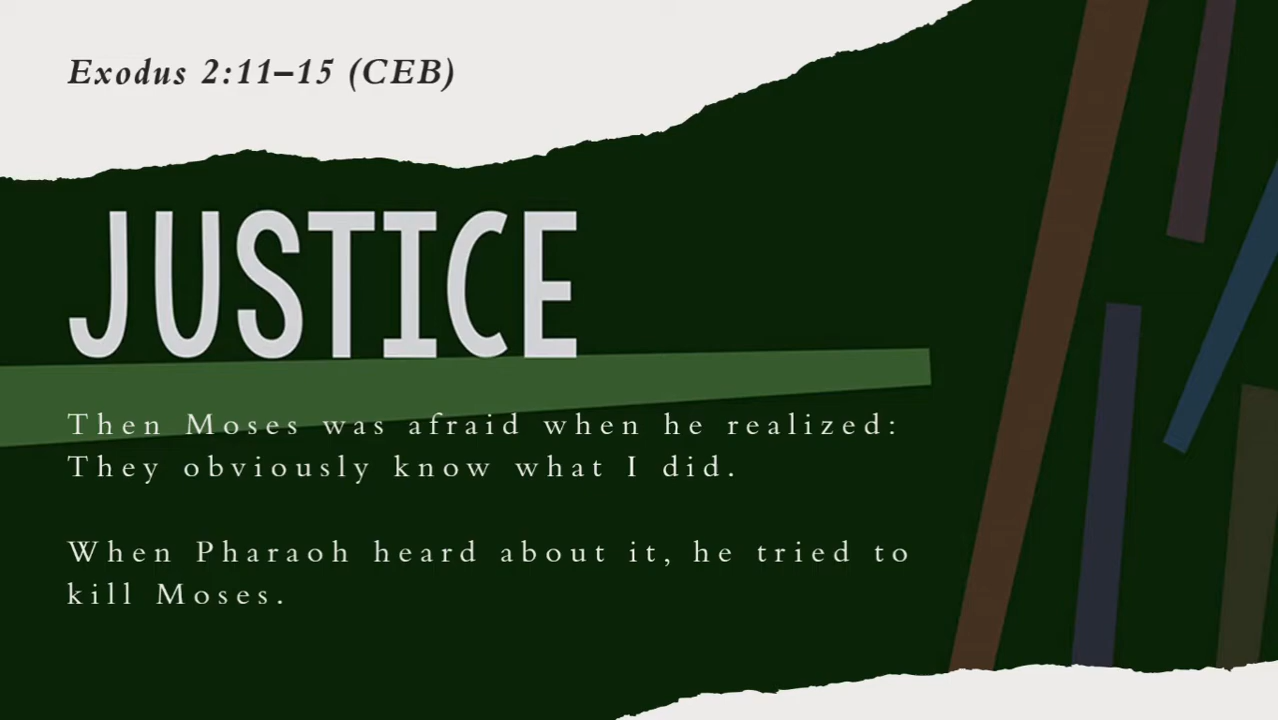 Exodus 2:11–15 (CEB)
JUSTICE
Then Moses was afraid when he realized:
They obviously know what I did.
When Pharaoh heard about it, he tried to
kill Moses.